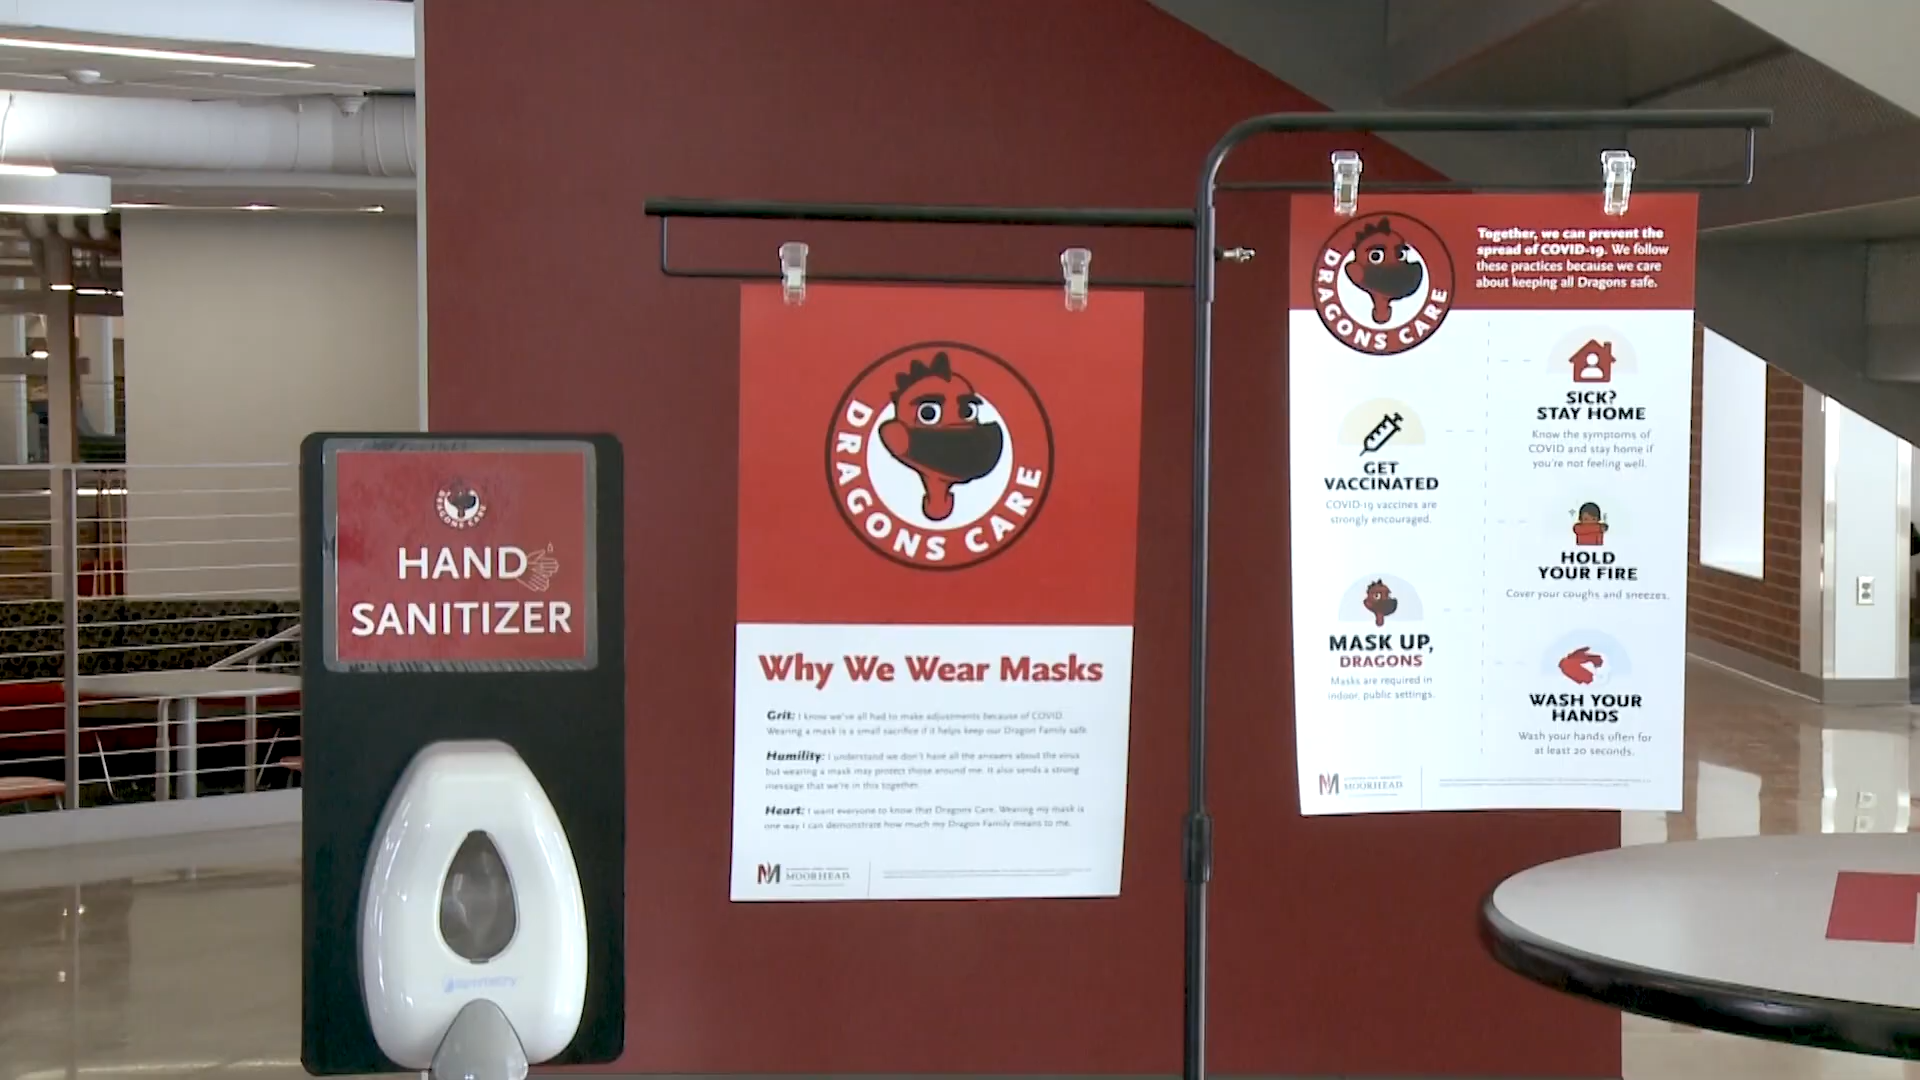 DRAGONS CARE
HAND
SANITIZER
symmetry
DRAGONS CARE
Why We Wear Masks
Grit: I know we've all had to make adjustments because of COVID.
Wearing a mask is a small sacrifice if it helps keep our Dragon Family safe.
Humility: I understand we don't have all the answers about the virus
but wearing a mask may protect those around me. It also sends a strong
message that we're in this together.
Heart: I want everyone to know that Dragons Care. Wearing my mask is
one way I can demonstrate how much my Dragon Family means to me.
MOORHEAD
DRAGONS CARE
Together, we can prevent the
spread of COVID-19. We follow
these practices because we care
about keeping all Dragons safe.
GET
VACCINATED
COVID-19 vaccines are
strongly encouraged.
MASK UP,
DRAGONS
Masks are required in
indoor, public settings.
SICK?
STAY HOME
Know the symptoms of
COVID and stay home if
you're not feeling well.
HOLD
YOUR FIRE
Cover your coughs and sneezes.
WASH YOUR
HANDS
Wash your hands often for
at least 20 seconds.
MOORHEAD